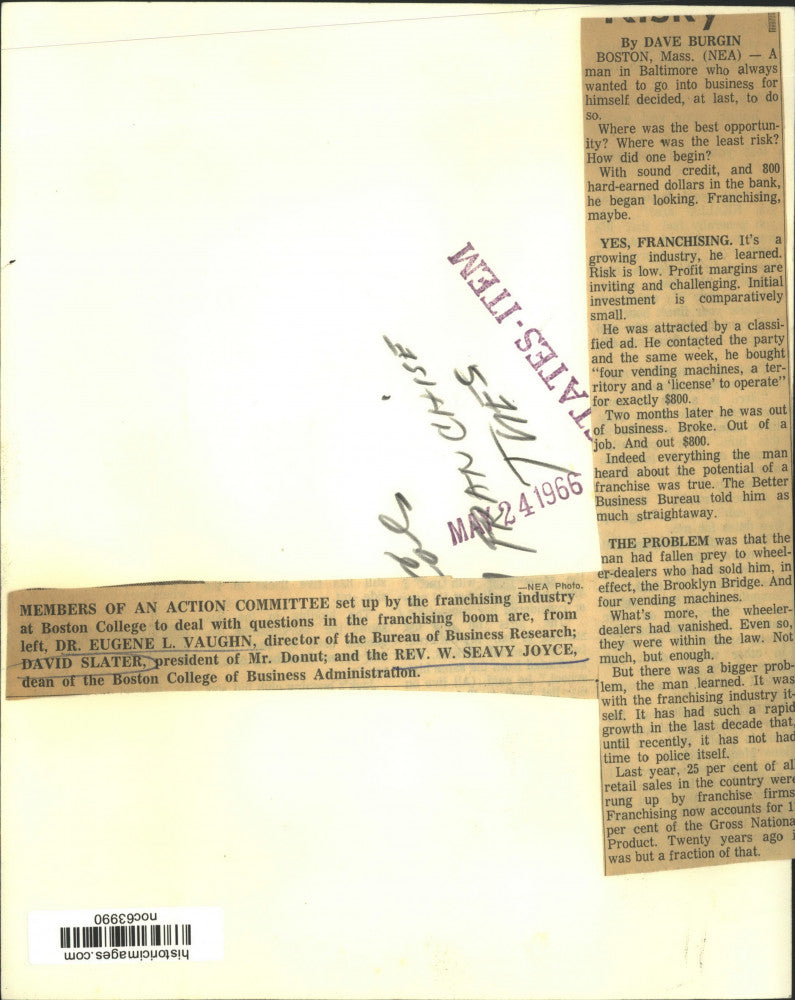 Risky
By DAVE BURGIN
BOSTON, Mass. (NEA) — A
man in Baltimore who always
wanted to go into business for
himself decided, at last, to do
so.
Where was the best opportun-
ity? Where was the least risk?
How did one begin?
With sound credit, and 800
hard-earned dollars in the bank,
he began looking. Franchising,
maybe.
YES, FRANCHISING. It's a
growing industry, he learned.
Risk is low. Profit margins are
inviting and challenging. Initial
investment is comparatively
small.
He was attracted by a classi-
fied ad. He contacted the party
and the same week, he bought
"four vending machines, a ter-
ritory and a 'license' to operate"
for exactly $800.
Two months later he was out
of business. Broke. Out of a
job. And out $800.
Indeed everything the man
heard about the potential of a
franchise was true. The Better
Business Bureau told him as
much straightaway.
THE PROBLEM was that the
man had fallen prey to wheel-
er-dealers who had sold him, in
effect, the Brooklyn Bridge. And
four vending machines.
What's more, the wheeler-
dealers had vanished. Even so,
they were within the law. Not
much, but enough.
But there was a bigger prob-
lem, the man learned. It was
with the franchising industry it-
self. It has had such a rapid
growth in the last decade that,
until recently, it has not had
time to police itself.
Last year, 25 per cent of al
retail sales in the country were
rung up by franchise firms
Franchising now accounts for 1
per cent of the Gross Nationa
Product. Twenty years ago i
was but a fraction of that.
TATES-ITEM
FRANCHISE
TUES
MAY 24 1966
—NEA Photo.
MEMBERS OF AN ACTION COMMITTEE set up by the franchising industry
at Boston College to deal with questions in the franchising boom are, from
left, DR. EUGENE L. VAUGHN, director of the Bureau of Business Research;
DAVID SLATER, president of Mr. Donut; and the REV. W. SEAVY JOYCE,
dean of the Boston College of Business Administration.
noc63990
historicimages.com